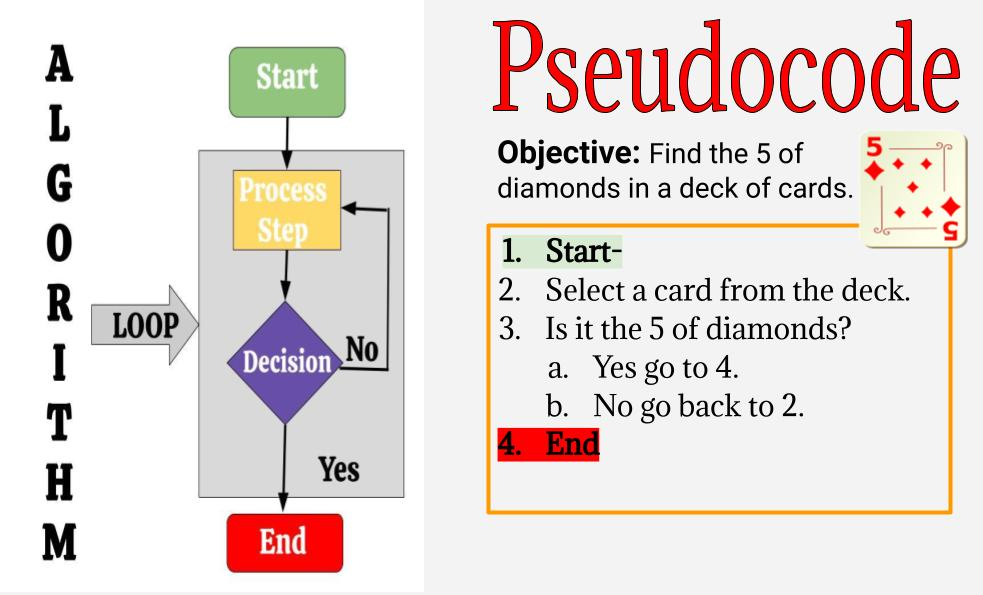 ALGORITHM
Start
Process
Step
LOOP
Decision
No
Yes
End
Pseudocode
Objective: Find the 5 of
diamonds in a deck of cards.
5
5
1. Start-
2. Select a card from the deck.
3. Is it the 5 of diamonds?
a. Yes go to 4.
b. No go back to 2.
4. End